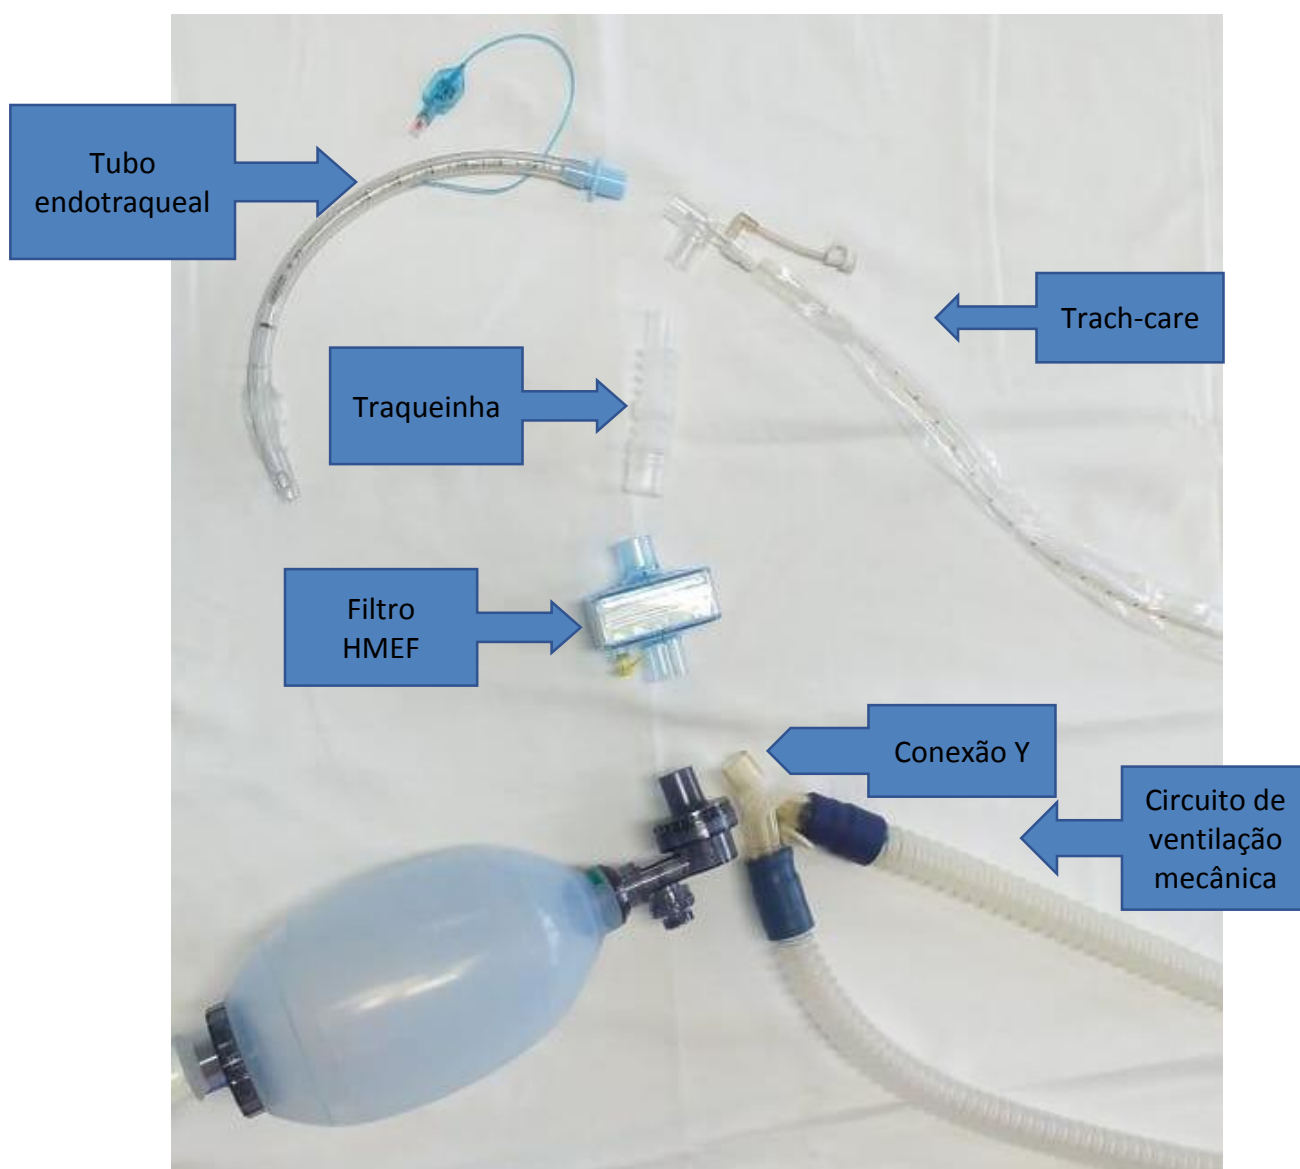 Tubo
endotraqueal
Trach-care
Traqueinha
Filtro
HMEF
Conexão Y
Circuito de
ventilação
mecânica